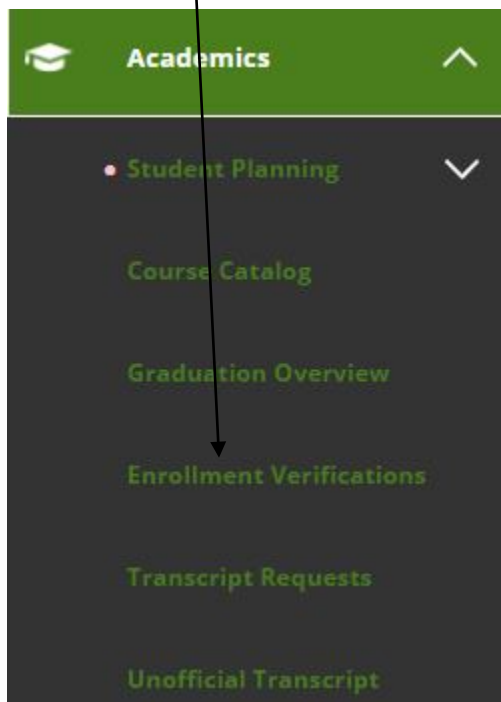 Academics
Student Planning
Course Catalog
Graduation Overview
Enrollment Verifications
Transcript Requests
Unofficial Transcript